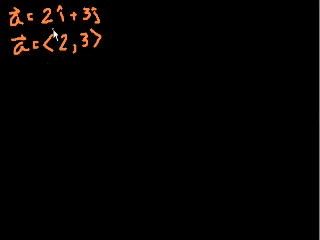 a⃗ = 2î + 3ĵ
a⃗ = <2, 3>